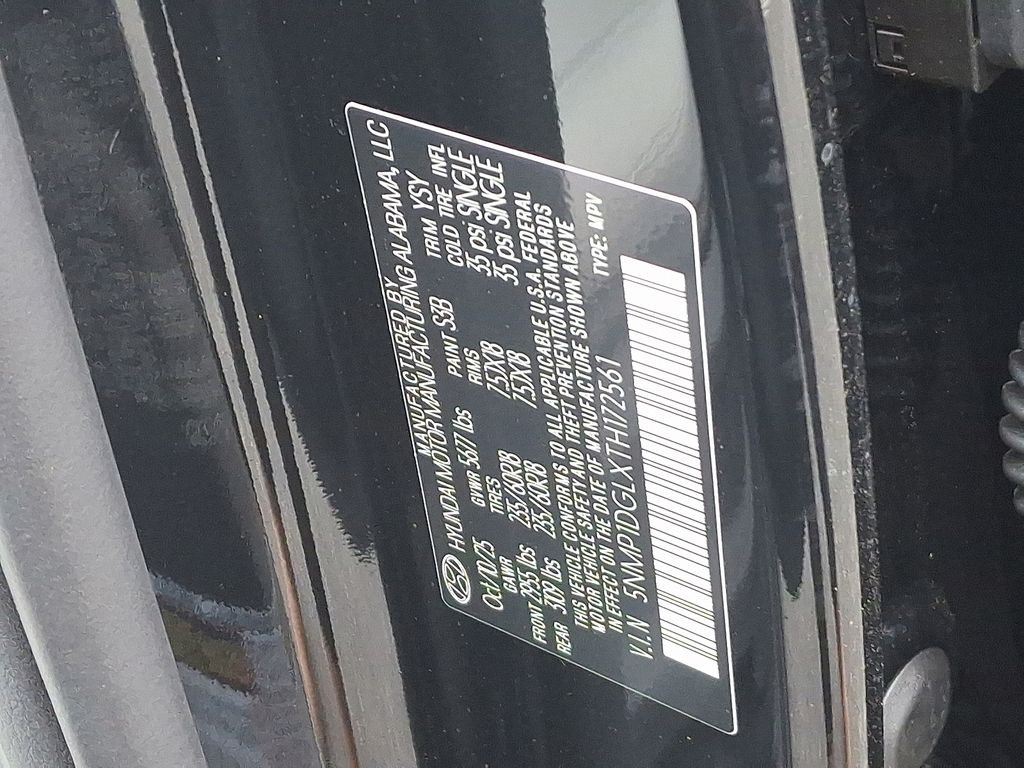 MANUFACTURED BY
HYUNDAI MOTOR MANUFACTURING ALABAMA, LLC
Oct/10/25 GVWR 5817 lbs PAINT S3B TRIM YSY
GAWR TIRES RIMS COLD TIRE INFL
FRONT 2935 lbs 235/60R18 7.5JX18 35 psi SINGLE
REAR 3091 lbs 235/60R18 7.5JX18 35 psi SINGLE
THIS VEHICLE CONFORMS TO ALL APPLICABLE U.S.A. FEDERAL
MOTOR VEHICLE SAFETY AND THEFT PREVENTION STANDARDS
IN EFFECT ON THE DATE OF MANUFACTURE SHOWN ABOVE
V.I.N 5NMP1DGLXTH172561 TYPE: MPV